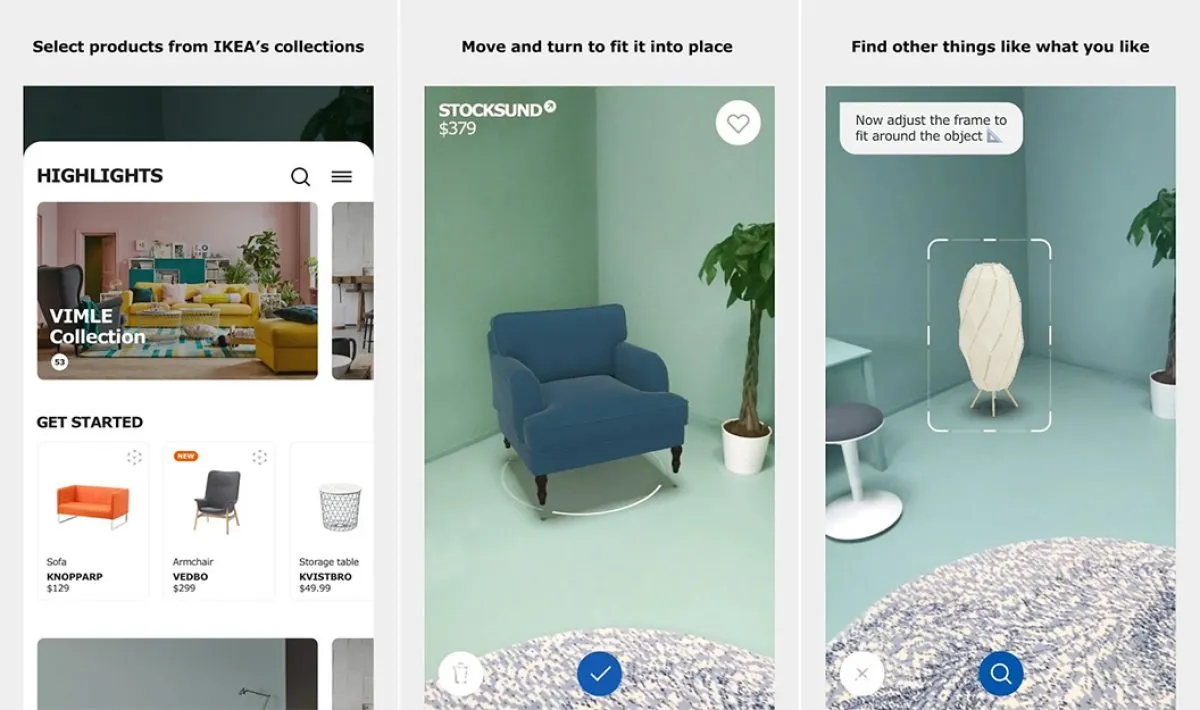 Select products from IKEA’s collections
HIGHLIGHTS
VIMLE
Collection
53
GET STARTED
Sofa
KNOPPARP
$129
NEW
Armchair
VEDBO
$299
Storage table
KVISTBRO
$49.99
Move and turn to fit it into place
STOCKSUND
$379
Find other things like what you like
Now adjust the frame to
fit around the object